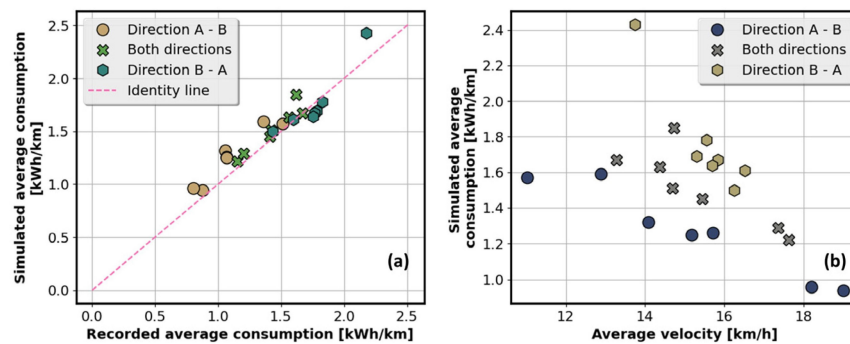 Direction A - B
Both directions
Direction B - A
Identity line
2.5
2.0
1.5
1.0
0.5
0.0
Simulated average consumption
[kWh/km]
(a)
0.0 0.5 1.0 1.5 2.0 2.5
Recorded average consumption [kWh/km]
Direction A - B
Both directions
Direction B - A
2.4
2.2
2.0
1.8
1.6
1.4
1.2
1.0
Simulated average
consumption [kWh/km]
(b)
12 14 16 18
Average velocity [km/h]